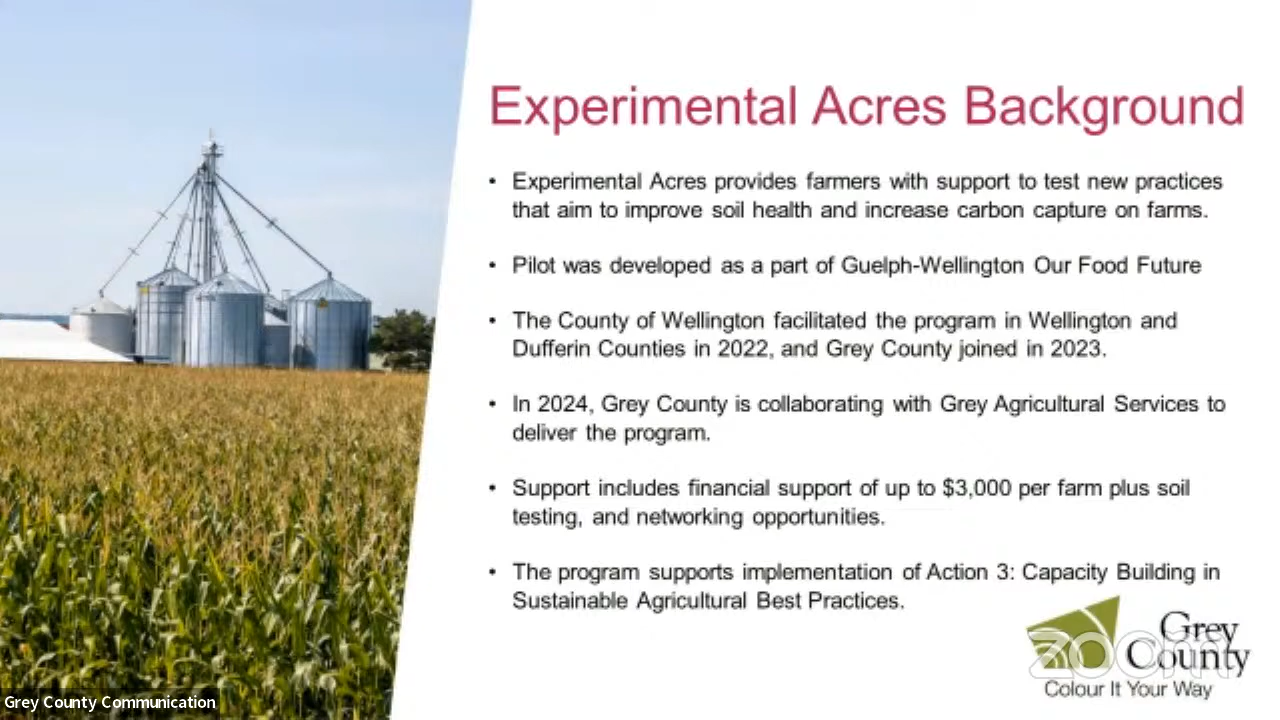 Experimental Acres Background
• Experimental Acres provides farmers with support to test new practices
that aim to improve soil health and increase carbon capture on farms.
• Pilot was developed as a part of Guelph-Wellington Our Food Future
• The County of Wellington facilitated the program in Wellington and
Dufferin Counties in 2022, and Grey County joined in 2023.
• In 2024, Grey County is collaborating with Grey Agricultural Services to
deliver the program.
• Support includes financial support of up to $3,000 per farm plus soil
testing, and networking opportunities.
• The program supports implementation of Action 3: Capacity Building in
Sustainable Agricultural Best Practices.
Grey
County
zoom
Colour It Your Way
Grey County Communication